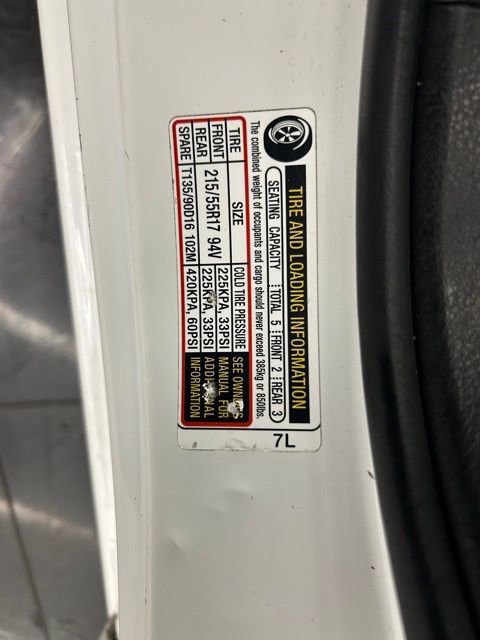 TIRE AND LOADING INFORMATION
SEATING CAPACITY TOTAL 5 FRONT 2 REAR 3
The combined weight of occupants and cargo should never exceed 385kg or 850lbs.
TIRE SIZE COLD TIRE PRESSURE SEE OWNER'S
FRONT 215/55R17 94V 225KPA, 33PSI MANUAL FOR
REAR 225KPA, 33PSI ADDITIONAL
SPARE T135/90D16 102M 420KPA, 60PSI INFORMATION
7L